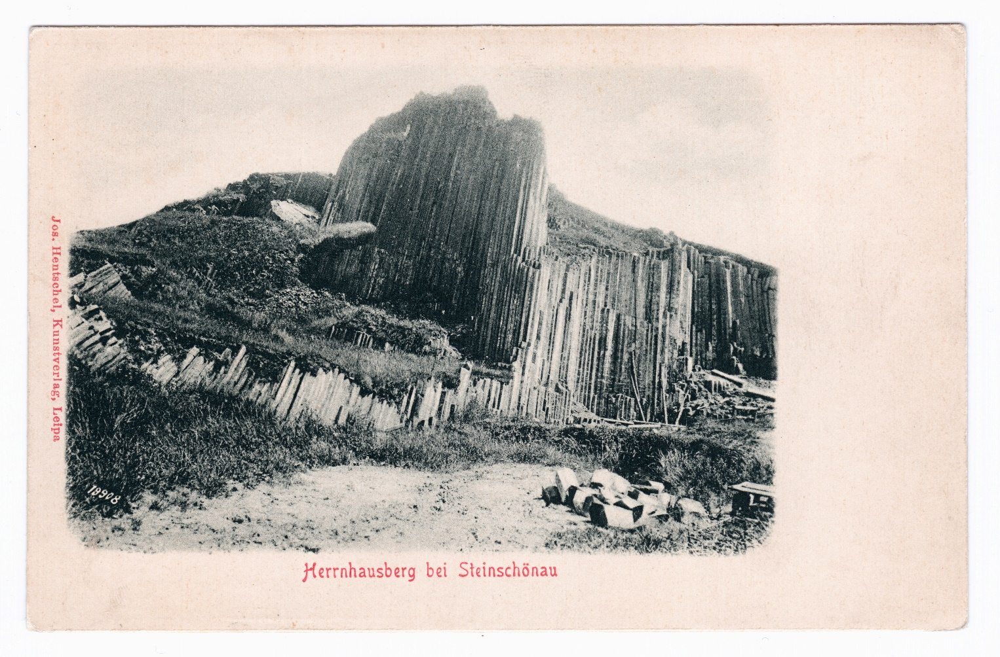 Jos. Hentschel, Kunstverlag, Leipa
19908
Herrnhausberg bei Steinschönau